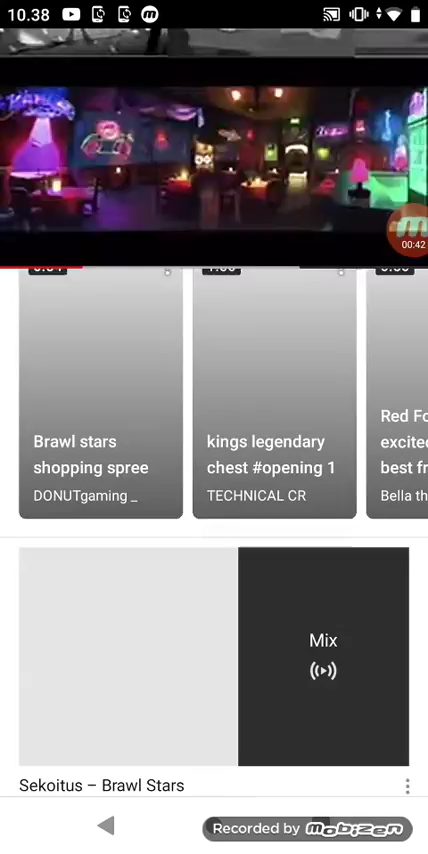 10.38
00:42
Brawl stars
shopping spree
DONUTgaming _
kings legendary
chest #opening 1
TECHNICAL CR
Red Fo
excited
best fr
Bella th
Mix
Sekoitus – Brawl Stars
Recorded by mobizen